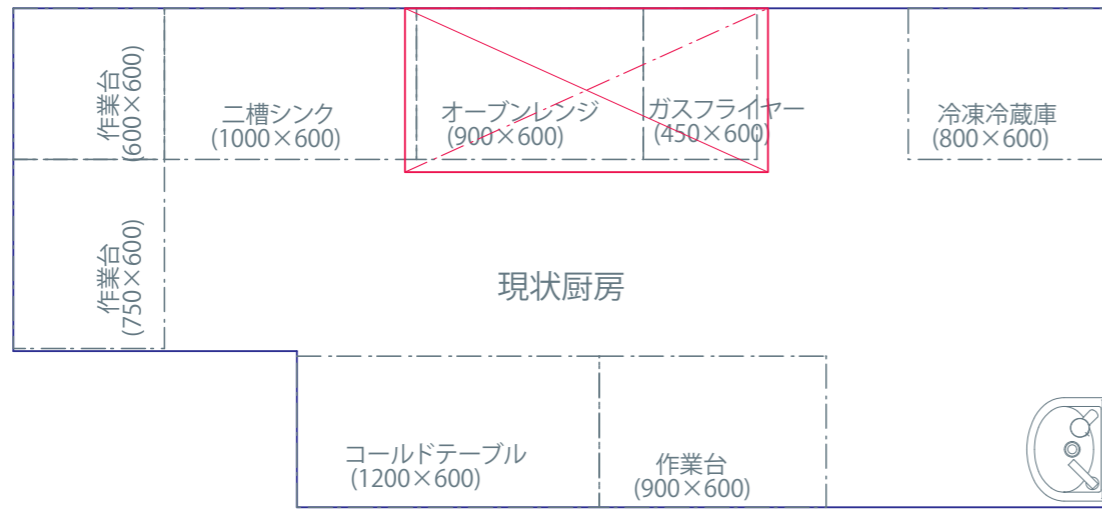 作業台
(600×600)
二槽シンク
(1000×600)
オーブンレンジ
(900×600)
ガスフライヤー
(450×600)
冷凍冷蔵庫
(800×600)
作業台
(750×600)
現状厨房
コールドテーブル
(1200×600)
作業台
(900×600)